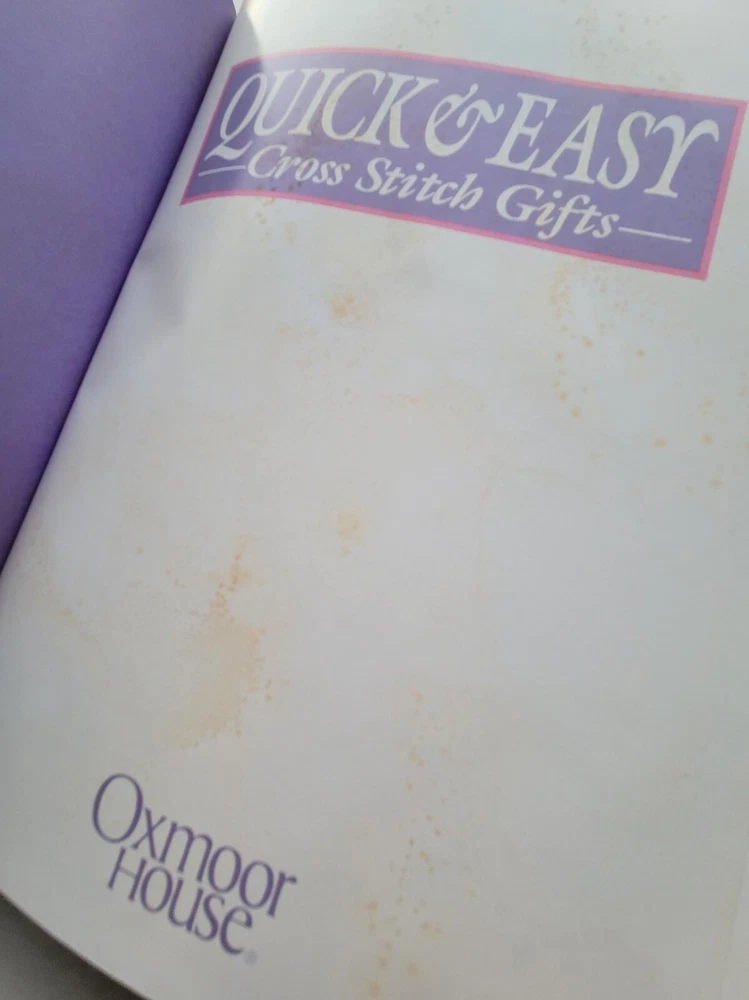 QUICK & EASY
Cross Stitch Gifts
Oxmoor
House®